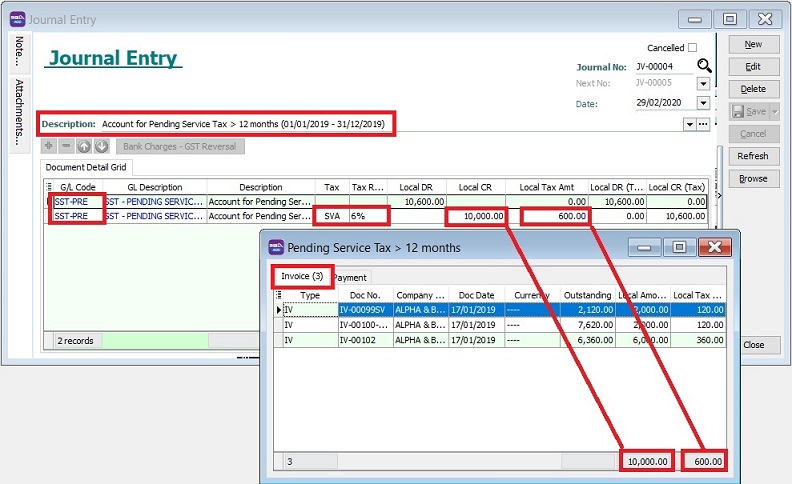 Journal Entry
Note...
Attachments...
Journal Entry
Cancelled
Journal No: JV-00004
Next No: JV-00005
Date: 29/02/2020
Description: Account for Pending Service Tax > 12 months (01/01/2019 - 31/12/2019)
Bank Charges - GST Reversal
New
Edit
Delete
Save
Cancel
Refresh
Browse
Document Detail Grid
G/L Code GL Description Description Tax Tax R... Local DR Local CR Local Tax Amt Local DR (T... Local CR (Tax)
SST-PRE SST - PENDING SERVIC... Account for Pending Ser... 10,600.00 0.00 10,600.00 0.00
SST-PRE SST - PENDING SERVIC... Account for Pending Ser... SVA 6% 10,000.00 600.00 0.00 10,600.00
2 records
Close
Pending Service Tax > 12 months
Invoice (3) Payment
Type Doc No. Company ... Doc Date Currency Outstanding Local Amo... Local Tax ...
IV IV-00099SV ALPHA & B... 17/01/2019 ---- 2,120.00 2,000.00 120.00
IV IV-00100-... ALPHA & B... 17/01/2019 ---- 7,620.00 2,000.00 120.00
IV IV-00102 ALPHA & B... 17/01/2019 ---- 6,360.00 6,000.00 360.00
3 10,000.00 600.00